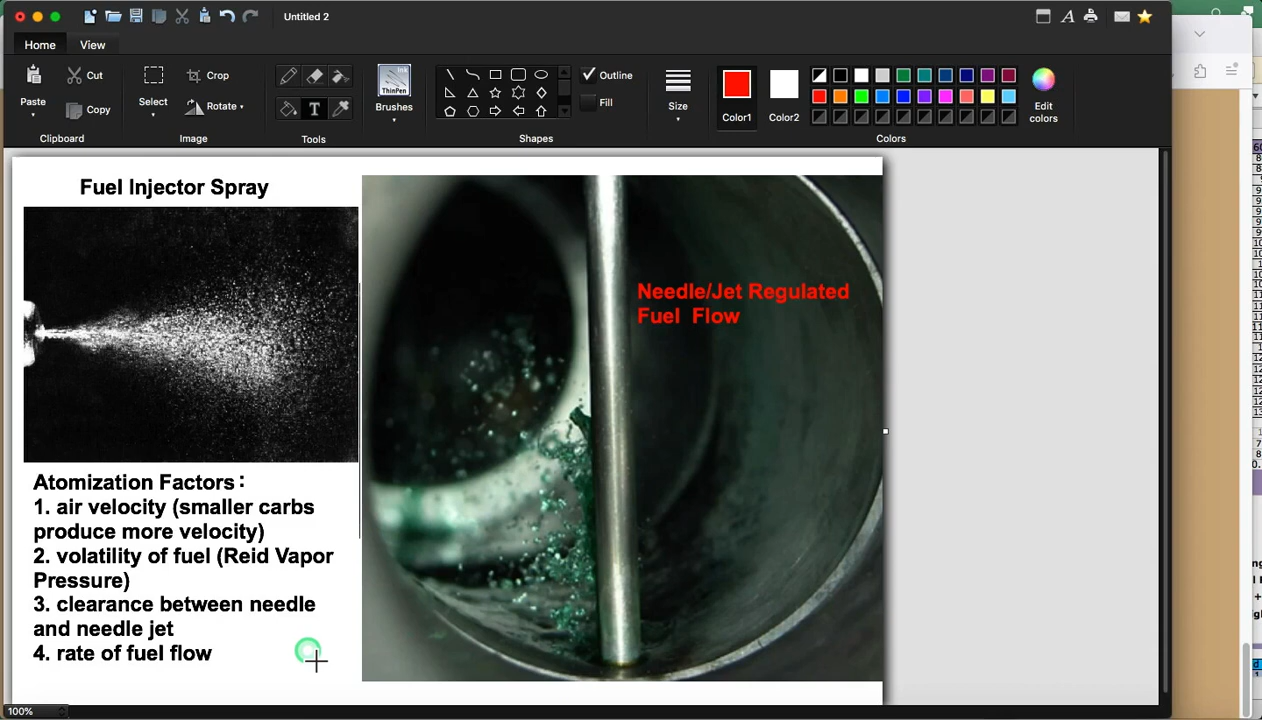 Untitled 2
Home View
Paste
Cut
Copy
Clipboard
Select
Crop
Rotate
Image
T
Tools
Ink
ThinPen
Brushes
Outline
Fill
Shapes
Size
Color1
Color2
Edit
colors
Colors
Fuel Injector Spray
Needle/Jet Regulated
Fuel Flow
Atomization Factors:
1. air velocity (smaller carbs
produce more velocity)
2. volatility of fuel (Reid Vapor
Pressure)
3. clearance between needle
and needle jet
4. rate of fuel flow
100%